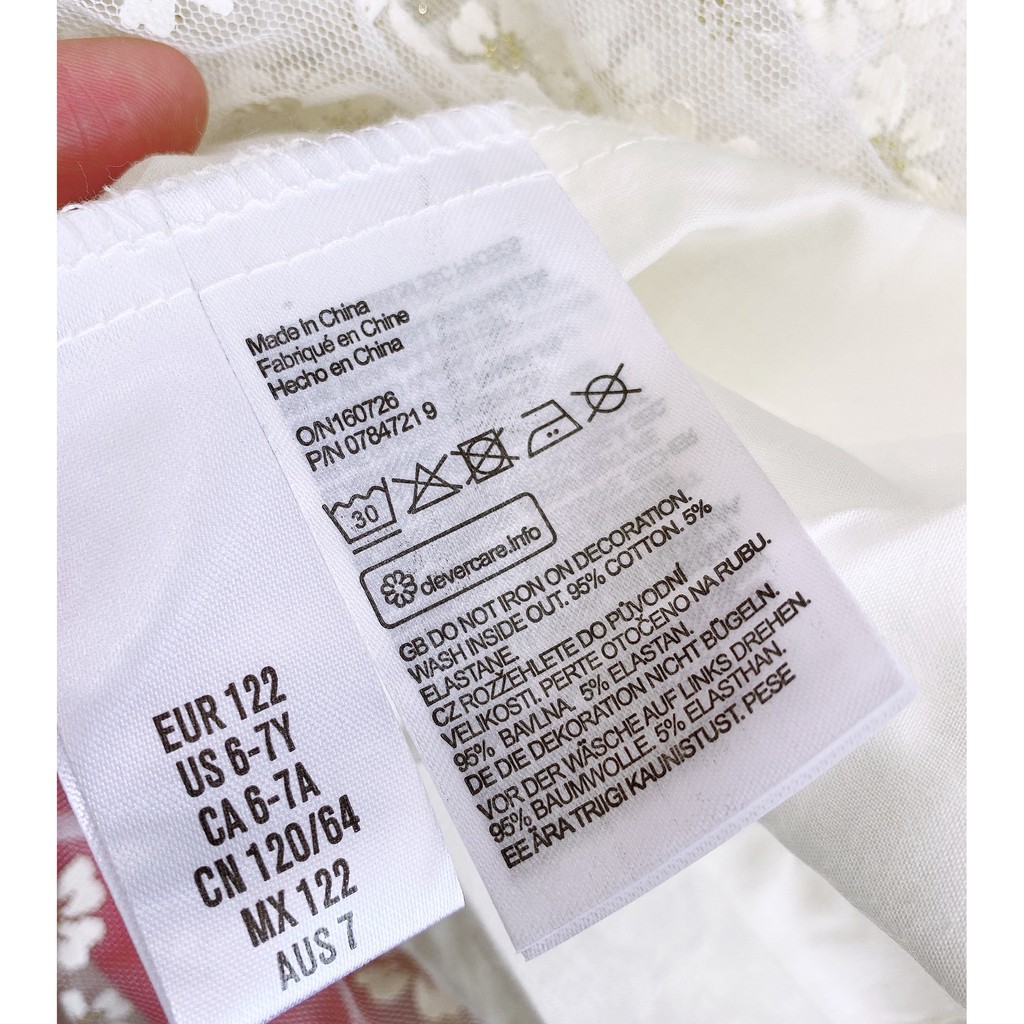 Made in China
Fabriqué en Chine
Hecho en China
O/N160726
P/N 0784721 9
30
clevercare.info
GB DO NOT IRON ON DECORATION.
WASH INSIDE OUT. 95% COTTON. 5%
ELASTANE
CZ ROZŽEHLETE DO PŮVODNÍ
VELIKOSTI. PERTE OTOČENO NA RUBU.
95% BAVLNA, 5% ELASTAN.
DE DIE DEKORATION NICHT BÜGELN.
VOR DER WÄSCHE AUF LINKS DREHEN.
95% BAUMWOLLE. 5% ELASTHAN.
EE ÄRA TRIIGI KAUNISTUST. PESE
EUR 122
US 6-7Y
CA 6-7A
CN 120/64
MX 122
AUS 7